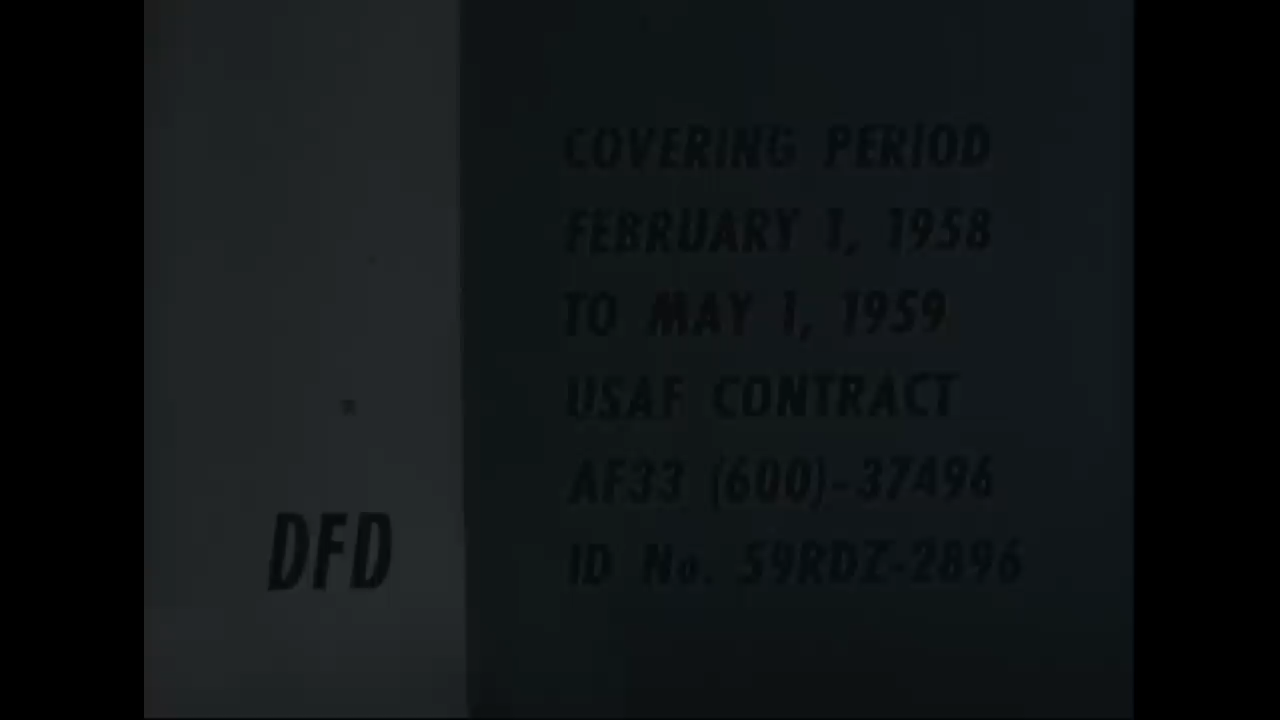 COVERING PERIOD
FEBRUARY 1, 1958
TO MAY 1, 1959
USAF CONTRACT
AF33 (600)-37496
ID No. 59RDZ-2896
DFD